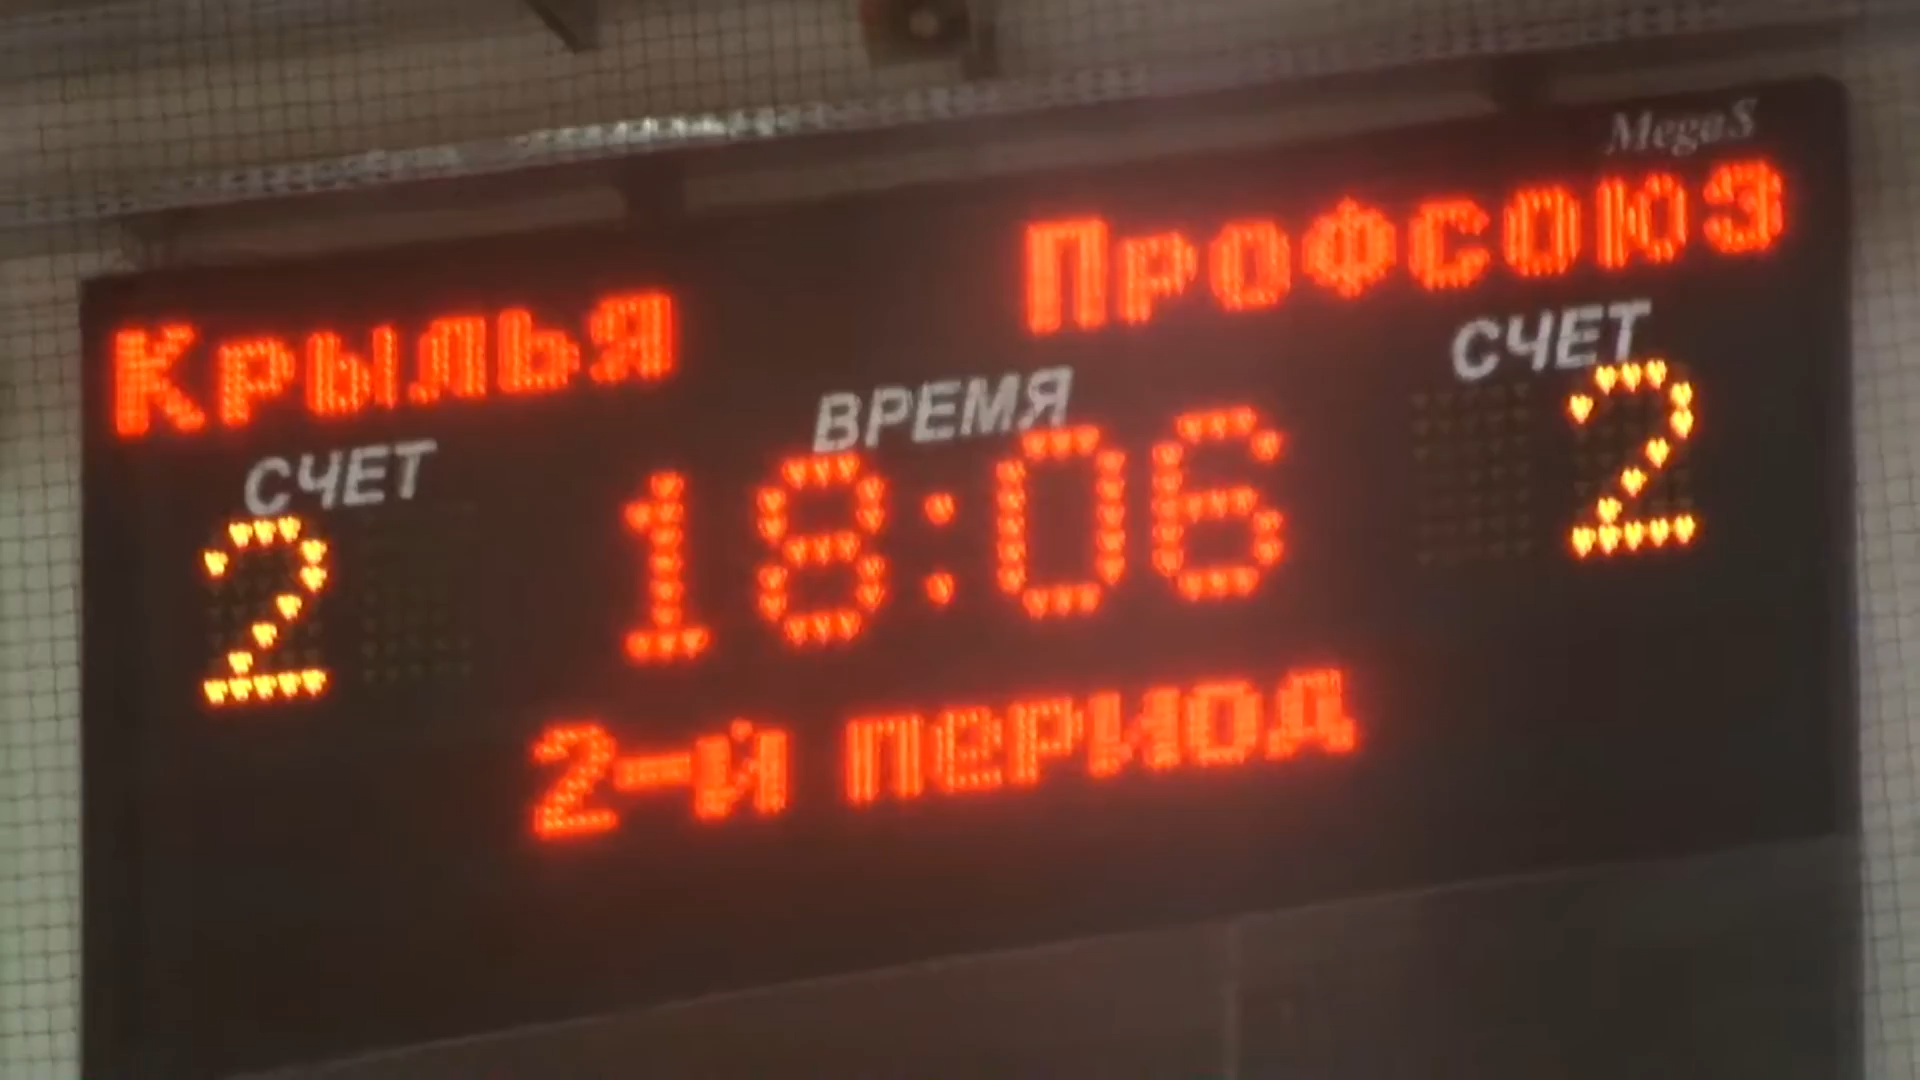 MegaS
Крылья Профсоюз
СЧЕТ ВРЕМЯ СЧЕТ
2 18:06 2
2-й период